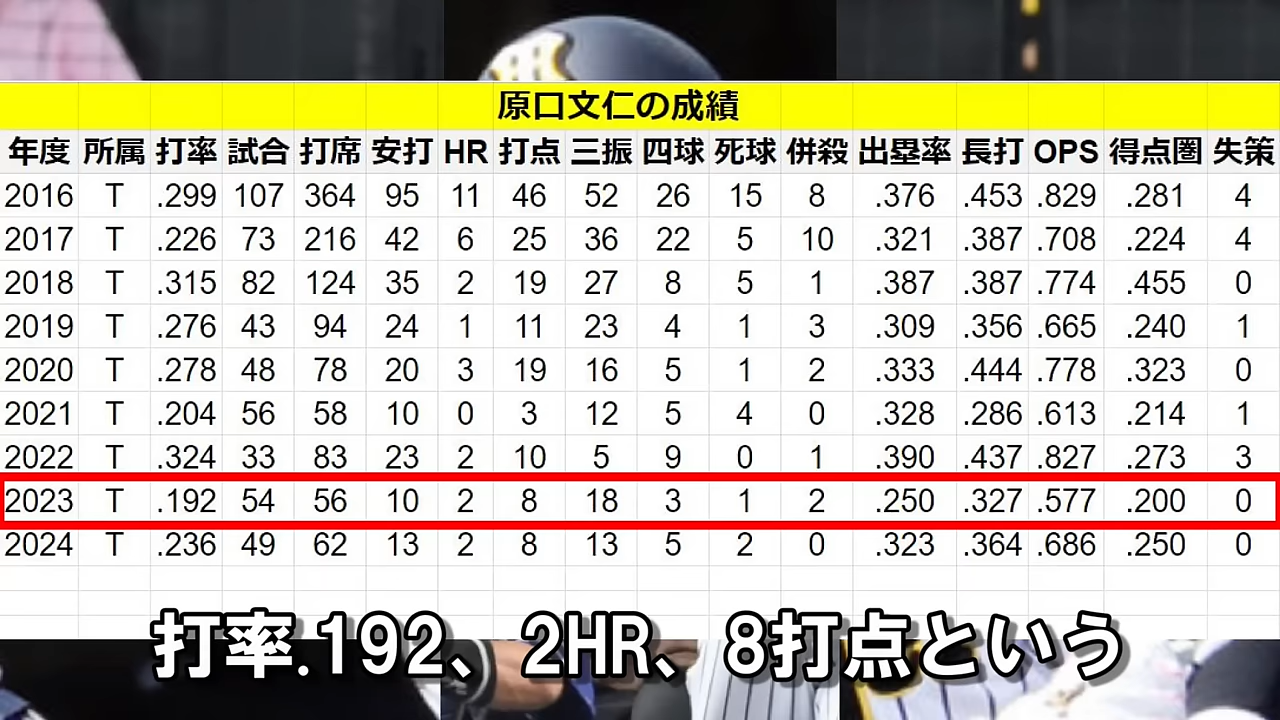 原口文仁の成績
年度 所属 打率 試合 打席 安打 HR 打点 三振 四球 死球 併殺 出塁率 長打 OPS 得点圏 失策
2016 T .299 107 364 95 11 46 52 26 15 8 .376 .453 .829 .281 4
2017 T .226 73 216 42 6 25 36 22 5 10 .321 .387 .708 .224 4
2018 T .315 82 124 35 2 19 27 8 5 1 .387 .387 .774 .455 0
2019 T .276 43 94 24 1 11 23 4 1 3 .309 .356 .665 .240 1
2020 T .278 48 78 20 3 19 16 5 1 2 .333 .444 .778 .323 0
2021 T .204 56 58 10 0 3 12 5 4 0 .328 .286 .613 .214 1
2022 T .324 33 83 23 2 10 5 9 0 1 .390 .437 .827 .273 3
2023 T .192 54 56 10 2 8 18 3 1 2 .250 .327 .577 .200 0
2024 T .236 49 62 13 2 8 13 5 2 0 .323 .364 .686 .250 0
打率.192、2HR、8打点という